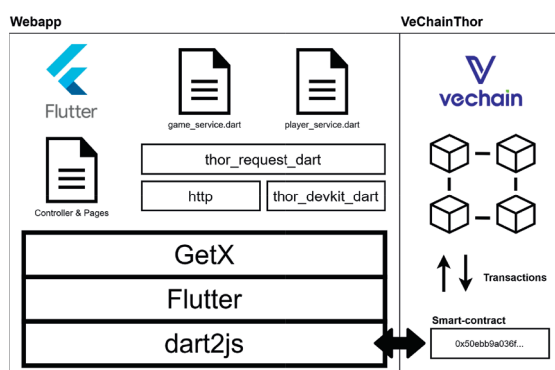 Webapp
VeChainThor
Flutter
game_service.dart
player_service.dart
vechain
thor_request_dart
http
thor_devkit_dart
Controller & Pages
GetX
Flutter
dart2js
Transactions
Smart-contract
0x50ebb9a036f...